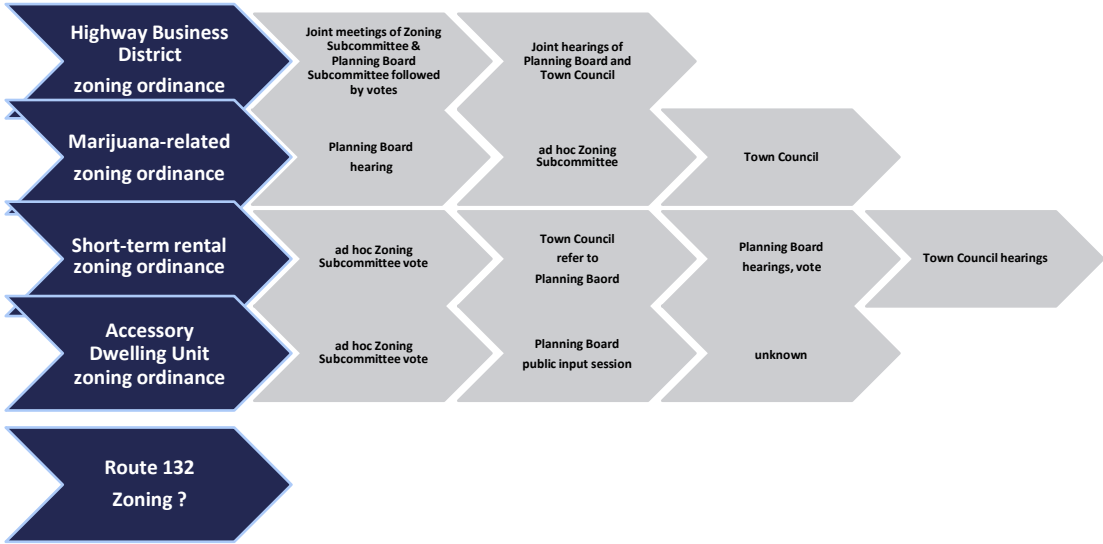 Highway Business
District
zoning ordinance
Joint meetings of Zoning
Subcommittee &
Planning Board
Subcommittee followed
by votes
Joint hearings of
Planning Board and
Town Council
Marijuana-related
zoning ordinance
Planning Board
hearing
ad hoc Zoning
Subcommittee
Town Council
Short-term rental
zoning ordinance
ad hoc Zoning
Subcommittee vote
Town Council
refer to
Planning Baord
Planning Board
hearings, vote
Town Council hearings
Accessory
Dwelling Unit
zoning ordinance
ad hoc Zoning
Subcommittee vote
Planning Board
public input session
unknown
Route 132
Zoning ?